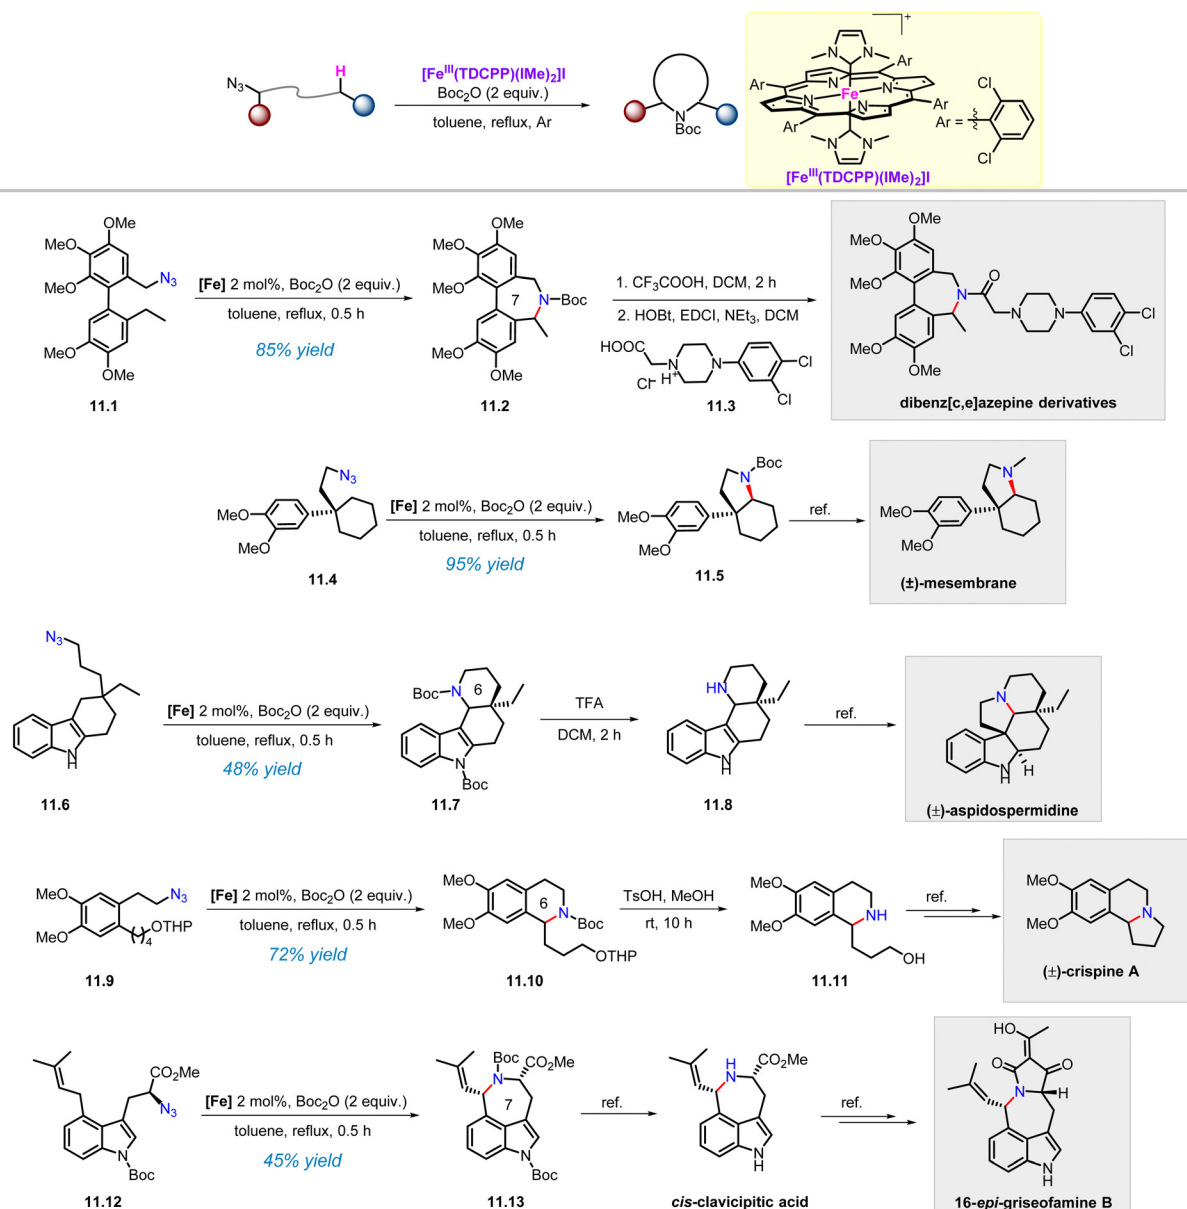 N₃
H
[Feᴵᴵᴵ(TDCPP)(IMe)₂]I
Boc₂O (2 equiv.)
toluene, reflux, Ar
N
Boc
+
N N
Ar
Ar
N N
Fe
N N
Ar
Ar
N N
Ar =
Cl
Cl
[Feᴵᴵᴵ(TDCPP)(IMe)₂]I
OMe
MeO
MeO
N₃
MeO
OMe
11.1
[Fe] 2 mol%, Boc₂O (2 equiv.)
toluene, reflux, 0.5 h
85% yield
OMe
MeO
MeO
7
N
Boc
MeO
OMe
11.2
1. CF₃COOH, DCM, 2 h
2. HOBt, EDCI, NEt₃, DCM
HOOC
N
H⁺
Cl⁻
N
Cl
Cl
11.3
OMe
MeO
MeO
O
N
N
N
Cl
Cl
MeO
OMe
dibenz[c,e]azepine derivatives
N₃
MeO
MeO
11.4
[Fe] 2 mol%, Boc₂O (2 equiv.)
toluene, reflux, 0.5 h
95% yield
Boc
N
MeO
MeO
11.5
ref.
N
MeO
MeO
(±)-mesembrane
N₃
N
H
11.6
[Fe] 2 mol%, Boc₂O (2 equiv.)
toluene, reflux, 0.5 h
48% yield
Boc
N
6
N
Boc
11.7
TFA
DCM, 2 h
HN
N
H
11.8
ref.
N
N
H
H
(±)-aspidospermidine
MeO
MeO
N₃
OTHP
4
11.9
[Fe] 2 mol%, Boc₂O (2 equiv.)
toluene, reflux, 0.5 h
72% yield
MeO
MeO
6
N
Boc
OTHP
11.10
TsOH, MeOH
rt, 10 h
MeO
MeO
NH
OH
11.11
ref.
MeO
MeO
N
(±)-crispine A
CO₂Me
N₃
N
Boc
11.12
[Fe] 2 mol%, Boc₂O (2 equiv.)
toluene, reflux, 0.5 h
45% yield
Boc
CO₂Me
N
7
N
Boc
11.13
ref.
H
N
CO₂Me
N
H
cis-clavicipitic acid
ref.
HO
O
O
N
H
N
H
16-epi-griseofamine B